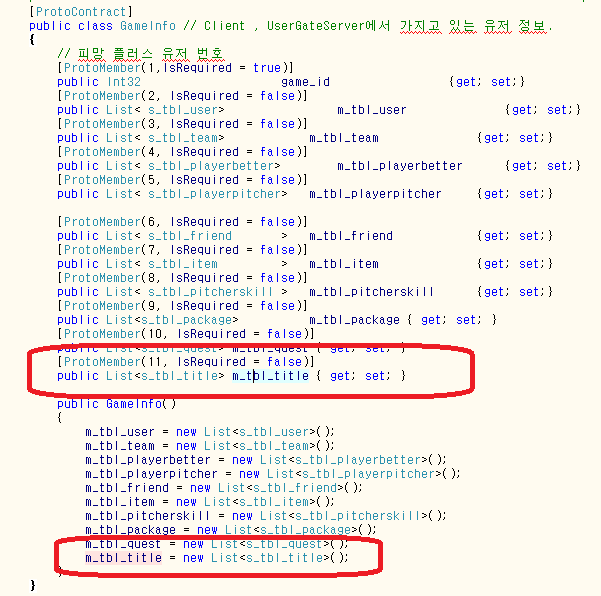 [ProtoContract]
public class GameInfo // Client , UserGateServer에서 가지고 있는 유저 정보.
{
// 피망 플러스 유저 번호
[ProtoMember(1,IsRequired = true)]
public Int32 game_id {get; set;}
[ProtoMember(2, IsRequired = false)]
public List< s_tbl_user> m_tbl_user {get; set;}
[ProtoMember(3, IsRequired = false)]
public List< s_tbl_team> m_tbl_team {get; set;}
[ProtoMember(4, IsRequired = false)]
public List< s_tbl_playerbetter> m_tbl_playerbetter {get; set;}
[ProtoMember(5, IsRequired = false)]
public List< s_tbl_playerpitcher> m_tbl_playerpitcher {get; set;}
[ProtoMember(6, IsRequired = false)]
public List< s_tbl_friend > m_tbl_friend {get; set;}
[ProtoMember(7, IsRequired = false)]
public List< s_tbl_item > m_tbl_item {get; set;}
[ProtoMember(8, IsRequired = false)]
public List< s_tbl_pitcherskill > m_tbl_pitcherskill {get; set;}
[ProtoMember(9, IsRequired = false)]
public List<s_tbl_package> m_tbl_package { get; set; }
[ProtoMember(10, IsRequired = false)]
public List<s_tbl_quest> m_tbl_quest { get; set; }
[ProtoMember(11, IsRequired = false)]
public List<s_tbl_title> m_tbl_title { get; set; }
public GameInfo()
{
m_tbl_user = new List<s_tbl_user>();
m_tbl_team = new List<s_tbl_team>();
m_tbl_playerbetter = new List<s_tbl_playerbetter>();
m_tbl_playerpitcher = new List<s_tbl_playerpitcher>();
m_tbl_friend = new List<s_tbl_friend>();
m_tbl_item = new List<s_tbl_item>();
m_tbl_pitcherskill = new List<s_tbl_pitcherskill>();
m_tbl_package = new List<s_tbl_package>();
m_tbl_quest = new List<s_tbl_quest>();
m_tbl_title = new List<s_tbl_title>();
}